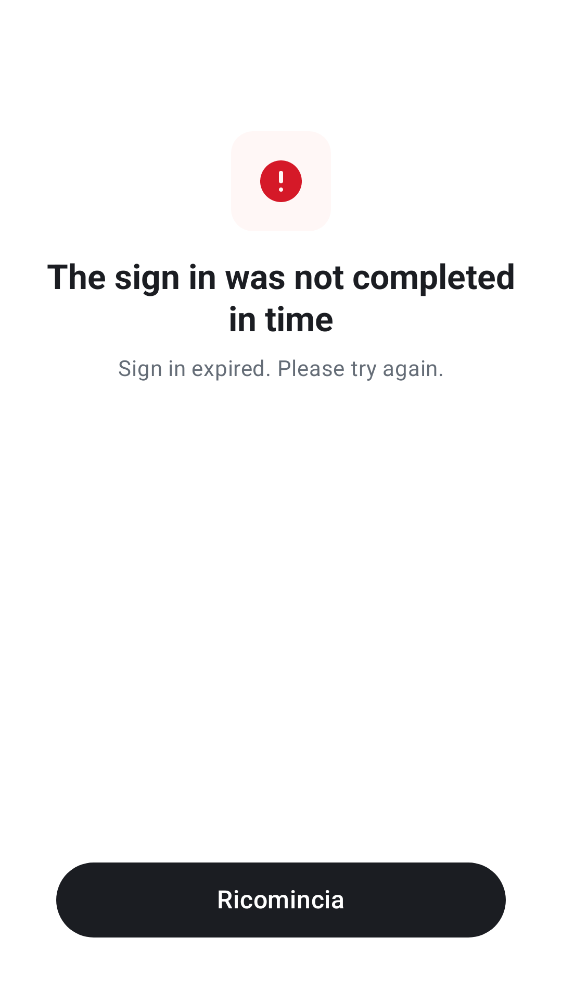 The sign in was not completed
in time
Sign in expired. Please try again.
Ricomincia